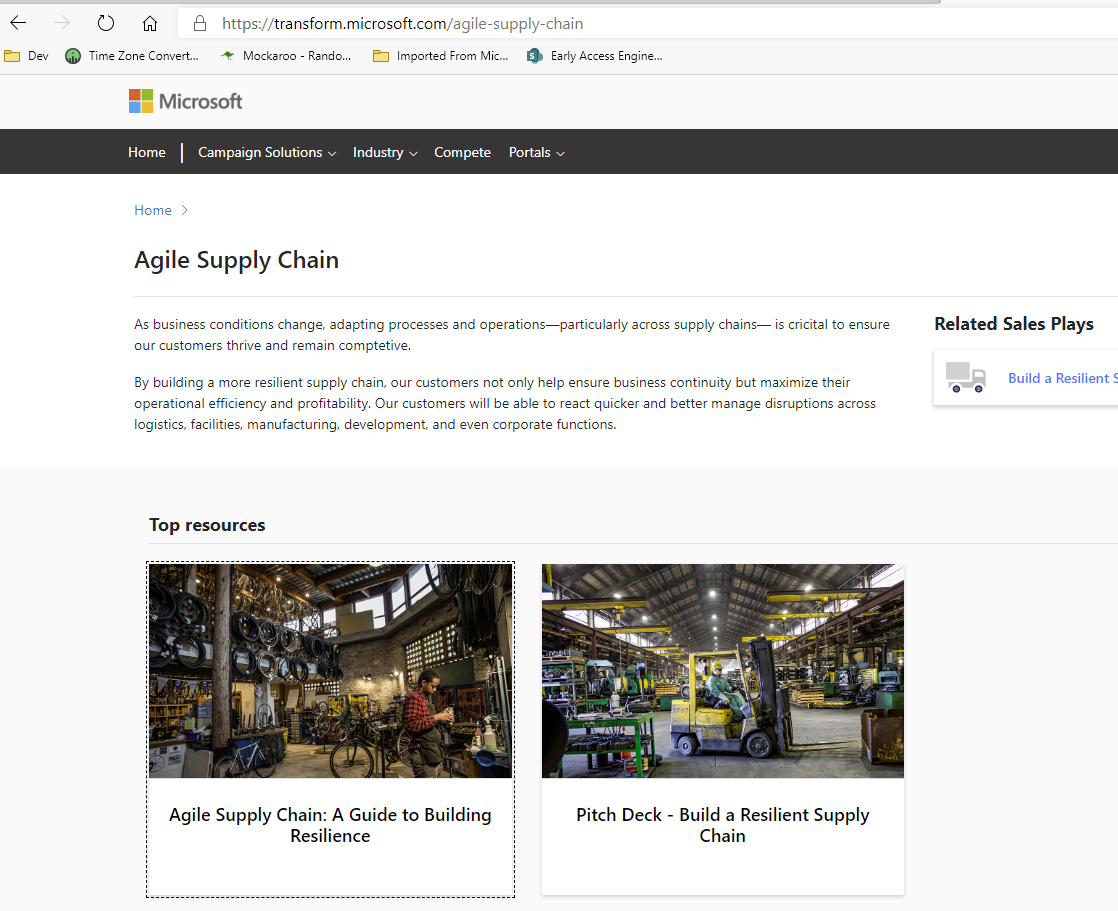 https://transform.microsoft.com/agile-supply-chain
Dev
Time Zone Convert...
Mockaroo - Rando...
Imported From Mic...
Early Access Engine...
Microsoft
Home
Campaign Solutions
Industry
Compete
Portals
Home
Agile Supply Chain
As business conditions change, adapting processes and operations—particularly across supply chains— is cricital to ensure
our customers thrive and remain comptetive.
Related Sales Plays
Build a Resilient S
By building a more resilient supply chain, our customers not only help ensure business continuity but maximize their
operational efficiency and profitability. Our customers will be able to react quicker and better manage disruptions across
logistics, facilities, manufacturing, development, and even corporate functions.
Top resources
Agile Supply Chain: A Guide to Building
Resilience
Pitch Deck - Build a Resilient Supply
Chain